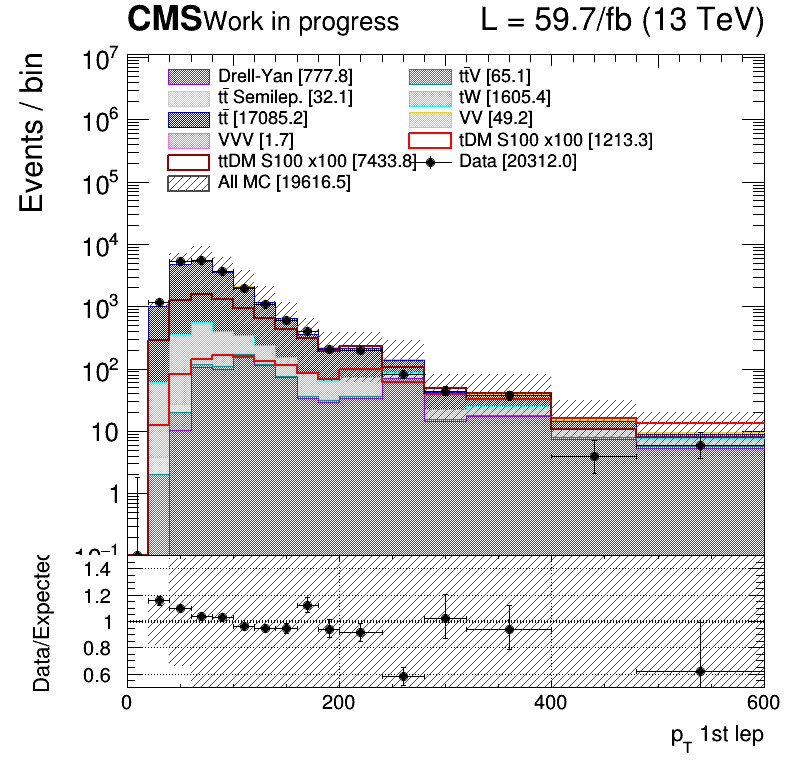 CMS Work in progress L = 59.7/fb (13 TeV)
Events / bin
10⁷
10⁶
10⁵
10⁴
10³
10²
10
1
10⁻¹
Drell-Yan [777.8]
tt̄V [65.1]
tt̄ Semilep. [32.1]
tW [1605.4]
tt̄ [17085.2]
VV [49.2]
VVV [1.7]
tDM S100 x100 [1213.3]
ttDM S100 x100 [7433.8]
Data [20312.0]
All MC [19616.5]
Data/Expected
1.4
1.2
1
0.8
0.6
0 200 400 600
p_T 1st lep